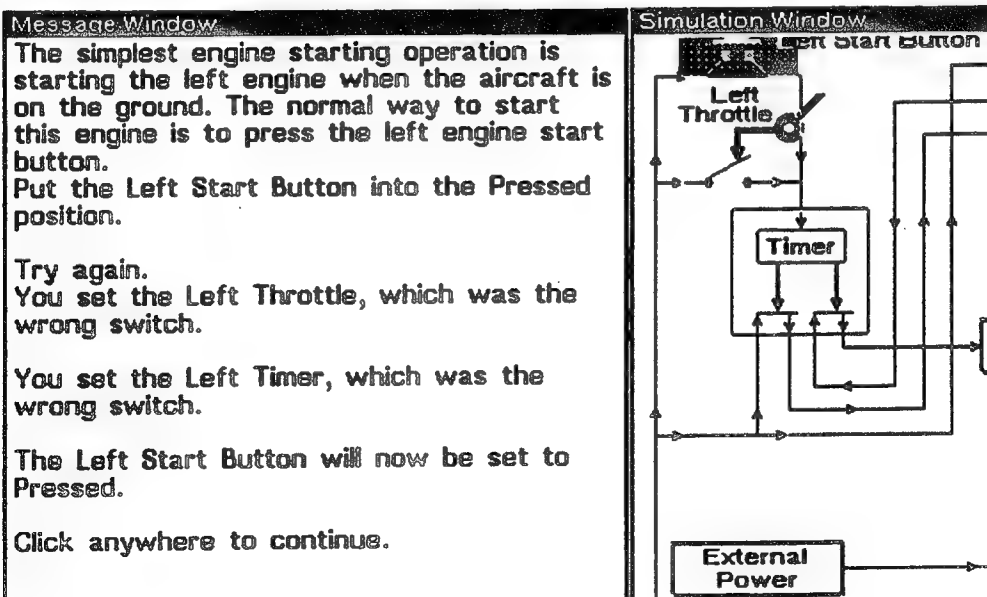 Message Window
The simplest engine starting operation is
starting the left engine when the aircraft is
on the ground. The normal way to start
this engine is to press the left engine start
button.
Put the Left Start Button into the Pressed
position.
Try again.
You set the Left Throttle, which was the
wrong switch.
You set the Left Timer, which was the
wrong switch.
The Left Start Button will now be set to
Pressed.
Click anywhere to continue.
Simulation Window
Left Start Button
Left
Throttle
Timer
External
Power